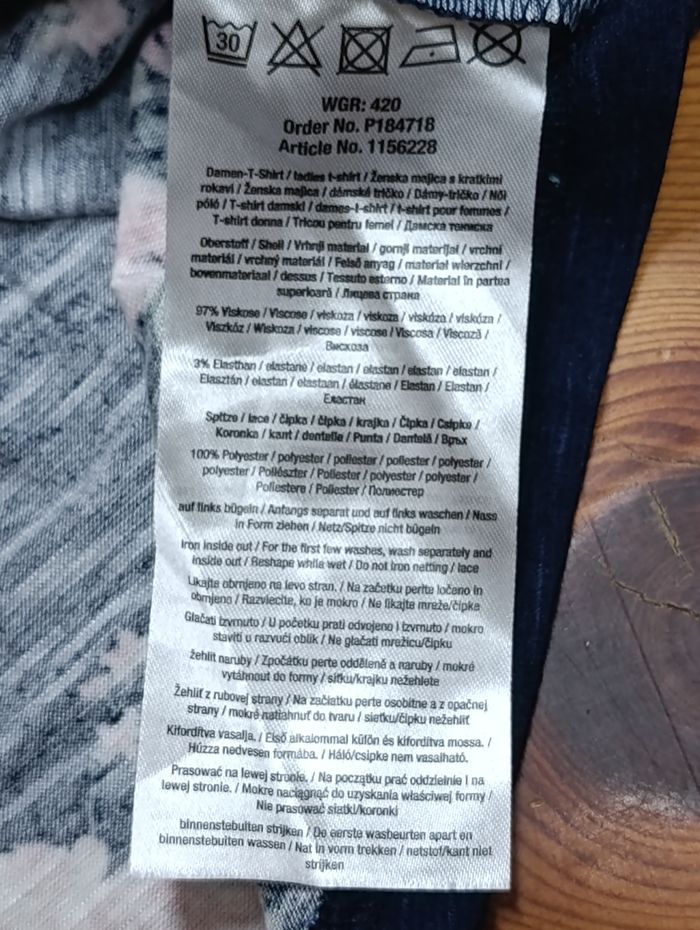 30
WGR: 420
Order No. P184718
Article No. 1156228
Damen-T-Shirt / ladies t-shirt / Ženska majica s kratkimi
rokavi / Ženska majica / dámské tričko / Dámy-tričko / Női
póló / T-shirt damski / dames-t-shirt / t-shirt pour femmes /
T-shirt donna / Tricou pentru femei / Дамска тениска
Oberstoff / Shell / Vrhnji material / gornji materijal / vrchní
materiál / vrchný materiál / Felső anyag / materiał wierzchni /
bovenmateriaal / dessus / Tessuto esterno / Material în partea
superioară / Лицева страна
97% Viskose / Viscose / viskoza / viskoza / viskóza / viskóza /
Viszkóz / Wiskoza / viscose / viscose / Viscosa / Viscoză /
Вискоза
3% Elasthan / elastane / elastan / elastan / elastan / elastan /
Elasztán / elastan / elastaan / élastane / Elastan / Elastan /
Еластан
Spitze / lace / čipka / čipka / krajka / Čipka / Csipke /
Koronka / kant / dentelle / Punta / Dantelă / Връх
100% Polyester / polyester / poliester / poliester / polyester /
polyester / Poliészter / Poliester / polyester / polyester /
Poliestere / Poliester / Полиестер
auf links bügeln / Anfangs separat und auf links waschen / Nass
in Form ziehen / Netz/Spitze nicht bügeln
Iron inside out / For the first few washes, wash separately and
inside out / Reshape while wet / Do not iron netting / lace
Likajte obrnjeno na levo stran. / Na začetku perite ločeno in
obrnjeno / Razvlecite, ko je mokro / Ne likajte mreže/čipke
Glačati izvrnuto / U početku prati odvojeno i izvrnuto / mokro
staviti u razvući oblik / Ne glačati mrežicu/čipku
žehlit naruby / Zpočátku perte odděleně a naruby / mokré
vytáhnout do formy / síťku/krajku nežehlete
Žehliť z rubovej strany / Na začiatku perte osobitne a z opačnej
strany / mokré natiahnuť do tvaru / sieťku/čipku nežehliť
Kifordítva vasalja. / Első alkalommal külön és kifordítva mossa. /
Húzza nedvesen formába. / Háló/csipke nem vasalható.
Prasować na lewej stronie. / Na początku prać oddzielnie i na
lewej stronie. / Mokre naciągnąć do uzyskania właściwej formy /
Nie prasować siatki/koronki
binnenstebuiten strijken / De eerste wasbeurten apart en
binnenstebuiten wassen / Nat in vorm trekken / netstof/kant niet
strijken